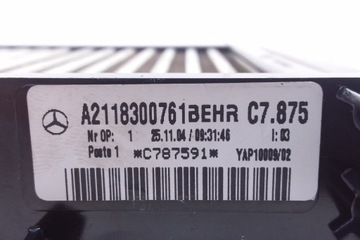 A2118300761BEHR C7.875
Nr OP: 1 25.11.04 / 09:31:46 I: 03
Poste 1 *C787591* YAP10009/02